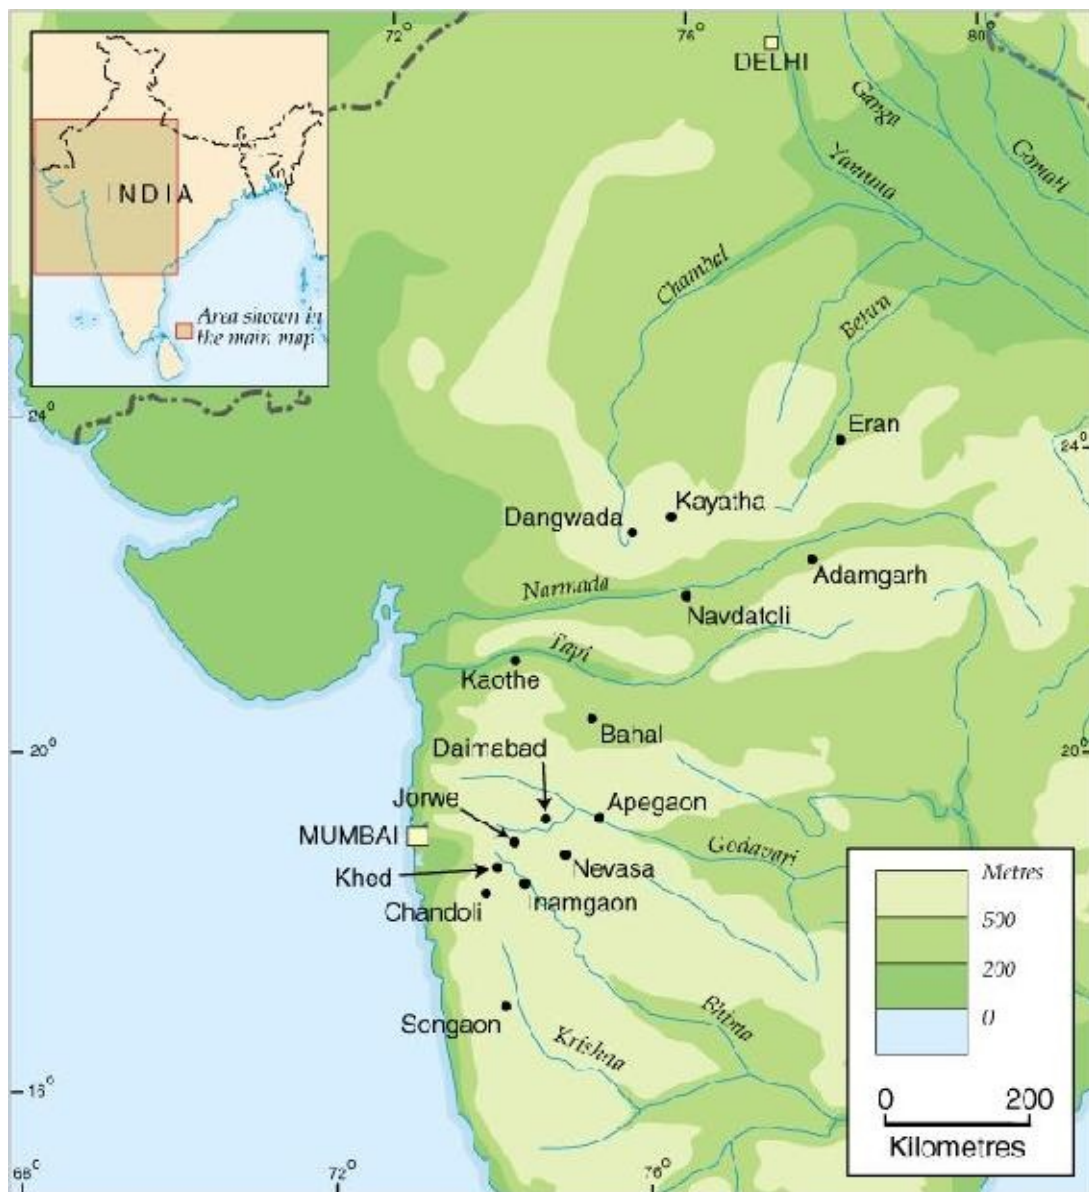 72°
76°
80°
DELHI
Ganga
Gomati
Yamuna
INDIA
Chambal
Betwa
Area shown in
the main map
24°
Eran
24°
Kayatha
Dangwada
Adamgarh
Narmada
Navdatoli
Tapi
Kaothe
Bahal
20°
Daimabad
20°
Jorwe
Apegaon
MUMBAI
Godavari
Nevasa
Khed
Inamgaon
Chandoli
Metres
500
200
0
Songaon
Bhima
Krishna
16°
0 200
Kilometres
68°
72°
76°